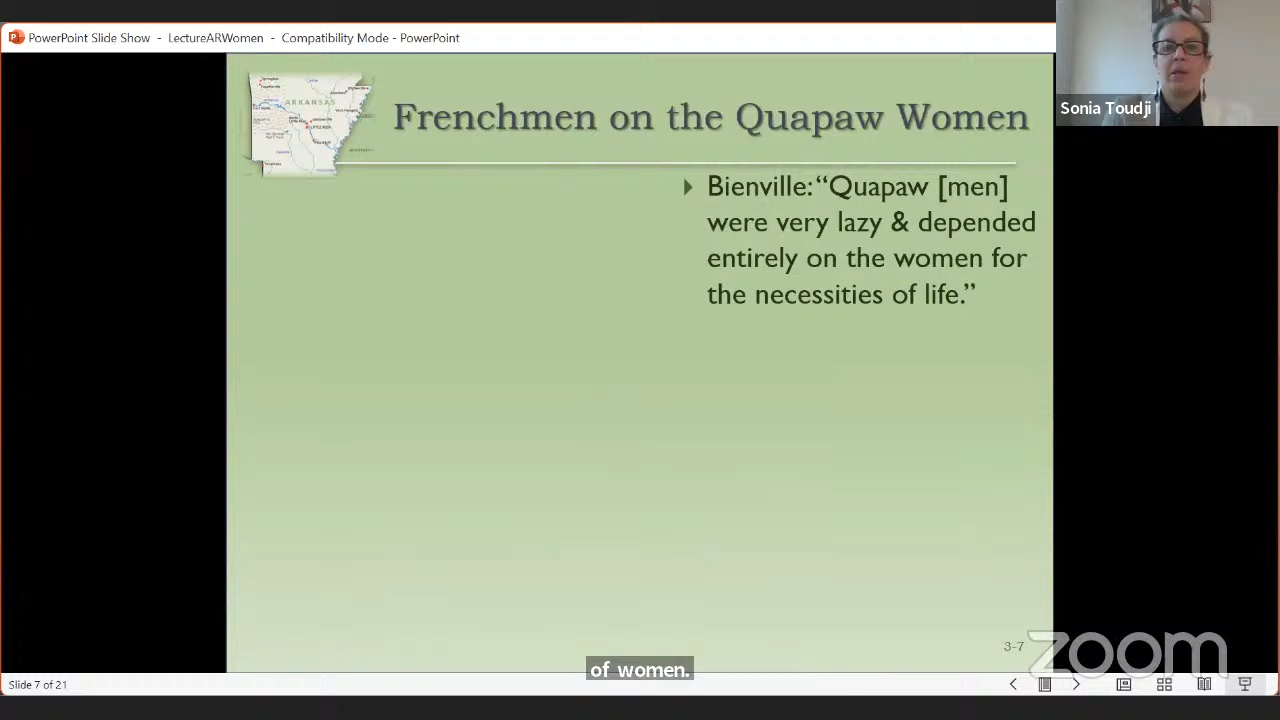 PowerPoint Slide Show - LectureARWomen - Compatibility Mode - PowerPoint
Sonia Toudji
ARKANSAS
Frenchmen on the Quapaw Women
Bienville: “Quapaw [men]
were very lazy & depended
entirely on the women for
the necessities of life.”
3-7
zoom
of women.
Slide 7 of 21